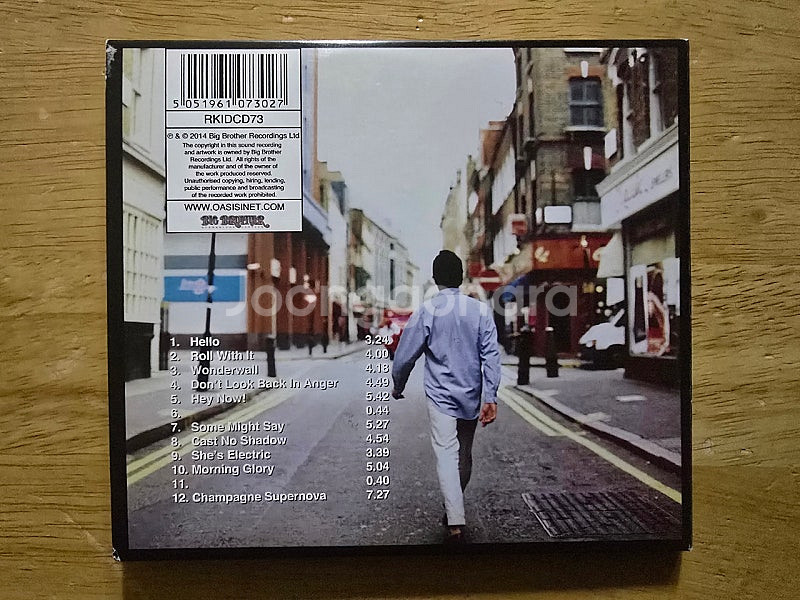 5 051961 073027
RKIDCD73
℗ & © 2014 Big Brother Recordings Ltd
The copyright in this sound recording
and artwork is owned by Big Brother
Recordings Ltd. All rights of the
manufacturer and of the owner of
the work produced reserved.
Unauthorised copying, hiring, lending,
public performance and broadcasting
of the recorded work prohibited.
WWW.OASISINET.COM
BIG BROTHER
Joonggonara
1. Hello 3.24
2. Roll With It 4.00
3. Wonderwall 4.18
4. Don't Look Back In Anger 4.49
5. Hey Now! 5.42
6. 0.44
7. Some Might Say 5.27
8. Cast No Shadow 4.54
9. She's Electric 3.39
10. Morning Glory 5.04
11. 0.40
12. Champagne Supernova 7.27